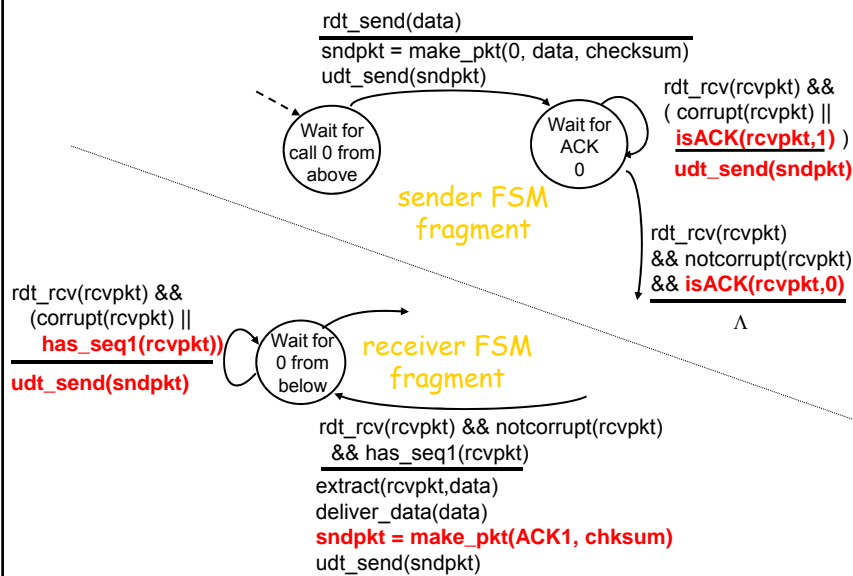 rdt_send(data)
sndpkt = make_pkt(0, data, checksum)
udt_send(sndpkt)
Wait for
call 0 from
above
Wait for
ACK
0
rdt_rcv(rcvpkt) &&
( corrupt(rcvpkt) ||
isACK(rcvpkt,1) )
udt_send(sndpkt)
sender FSM
fragment
rdt_rcv(rcvpkt)
&& notcorrupt(rcvpkt)
&& isACK(rcvpkt,0)
Λ
rdt_rcv(rcvpkt) &&
(corrupt(rcvpkt) ||
has_seq1(rcvpkt))
udt_send(sndpkt)
Wait for
0 from
below
receiver FSM
fragment
rdt_rcv(rcvpkt) && notcorrupt(rcvpkt)
&& has_seq1(rcvpkt)
extract(rcvpkt,data)
deliver_data(data)
sndpkt = make_pkt(ACK1, chksum)
udt_send(sndpkt)